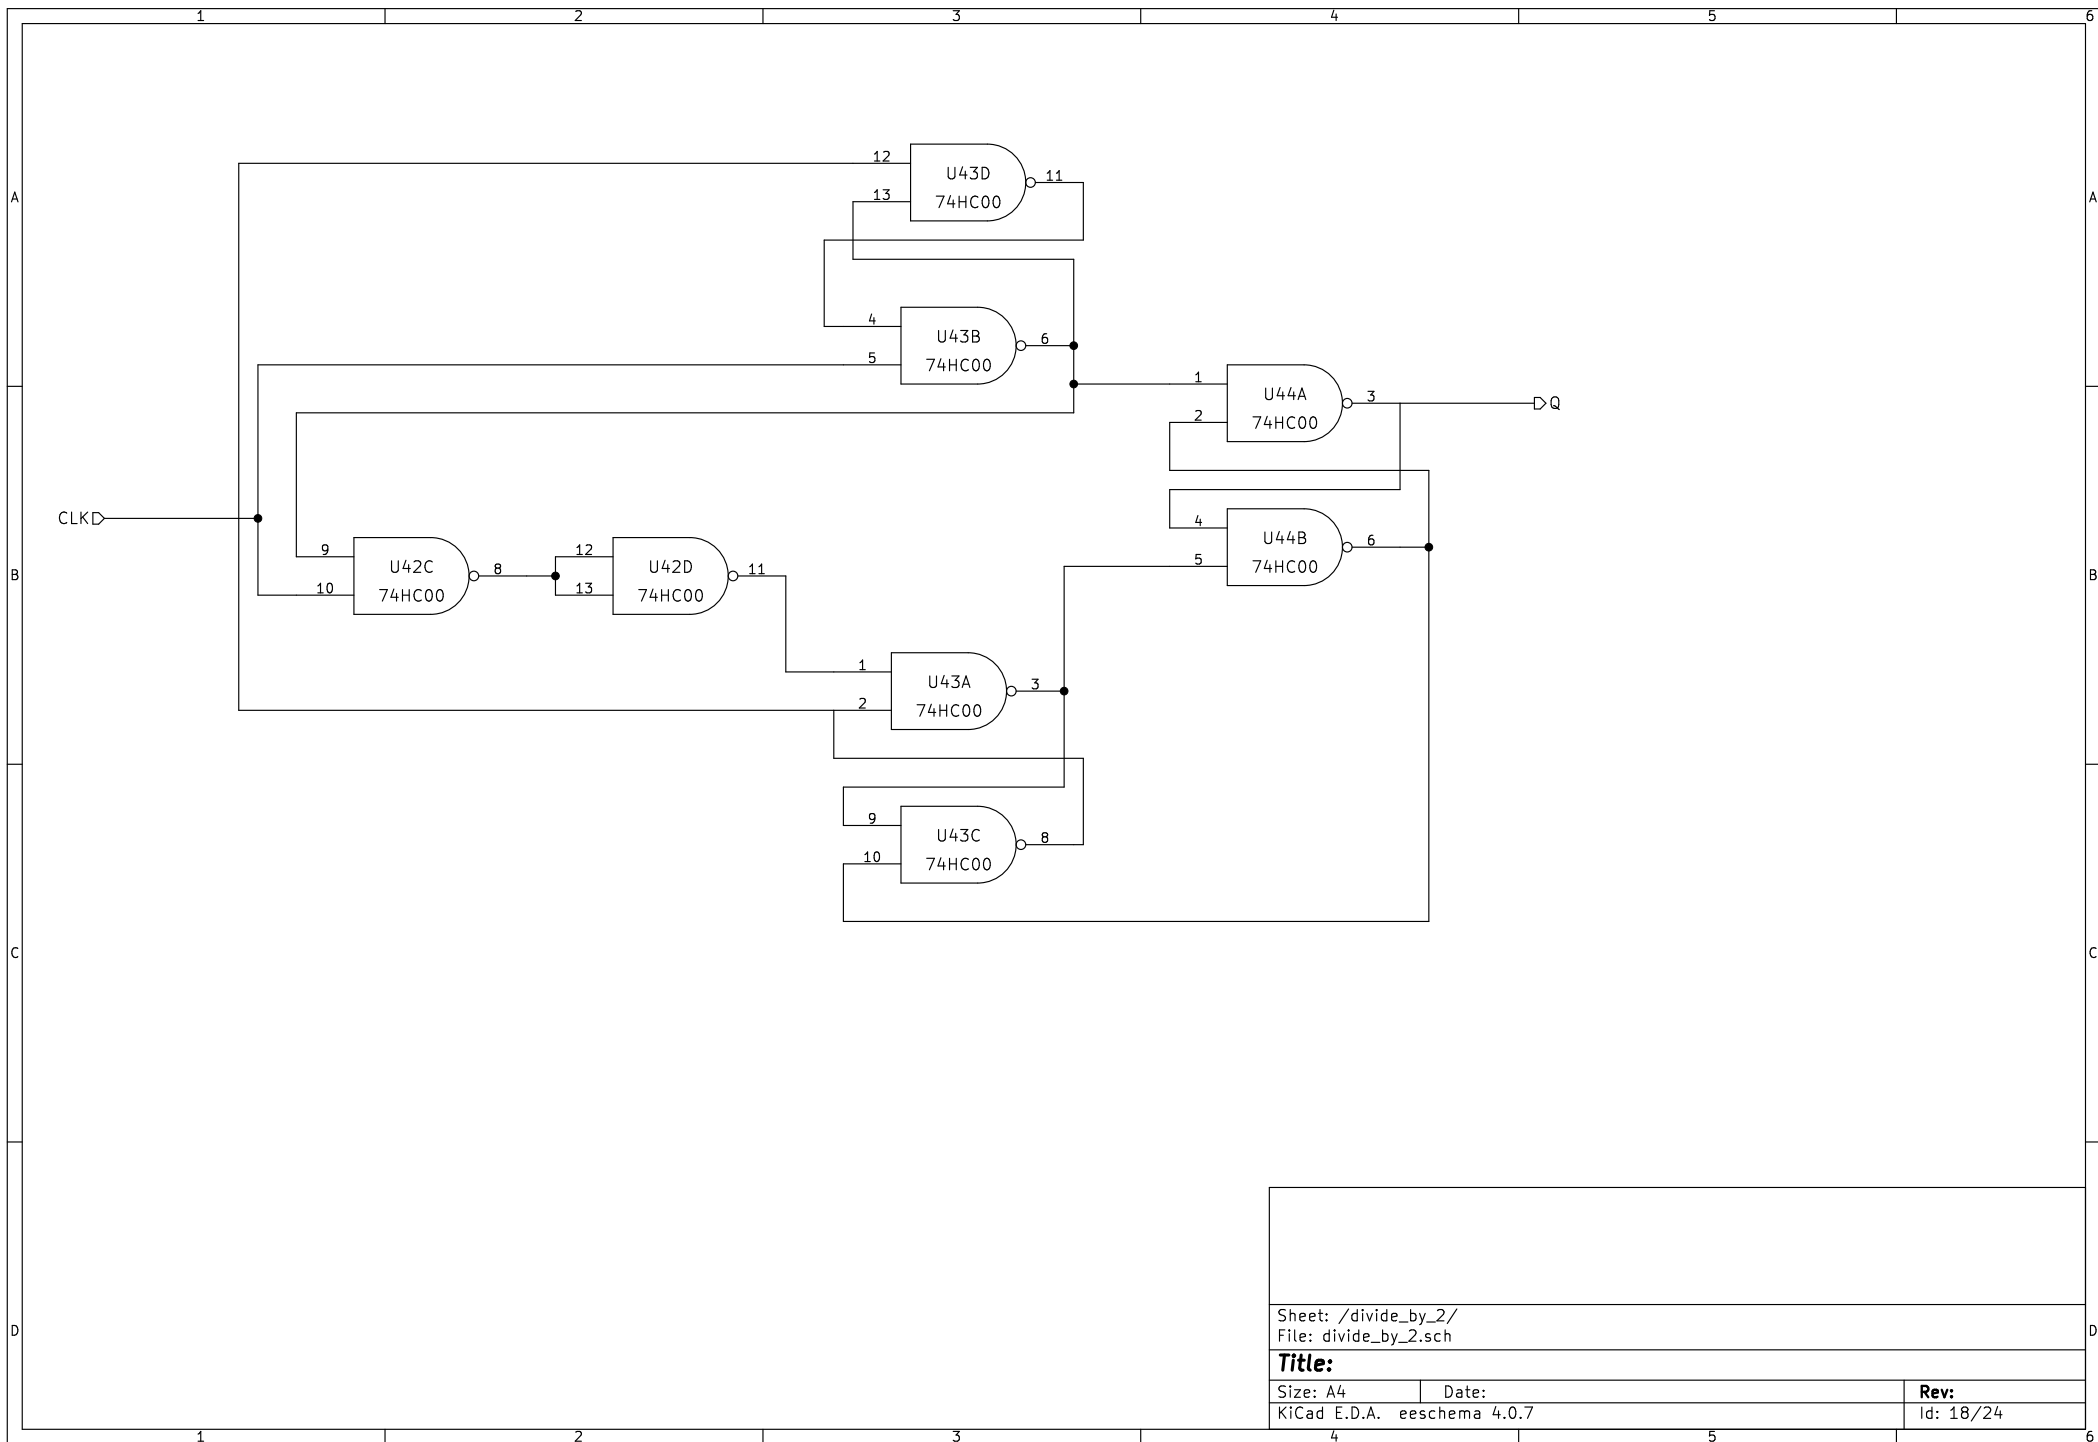 1 2 3 4 5 6
12
U43D
11
A
13
74HC00
A
4
U43B
6
5
74HC00
1
U44A
3
Q
2
74HC00
CLK
4
U44B
6
5
74HC00
9
U42C
8
12
U42D
11
B
10
74HC00
13
74HC00
B
1
U43A
3
2
74HC00
9
U43C
8
10
74HC00
C
C
Sheet: /divide_by_2/
File: divide_by_2.sch
D
D
Title:
Size: A4
Date:
Rev:
KiCad E.D.A. eeschema 4.0.7
Id: 18/24
1 2 3 4 5 6